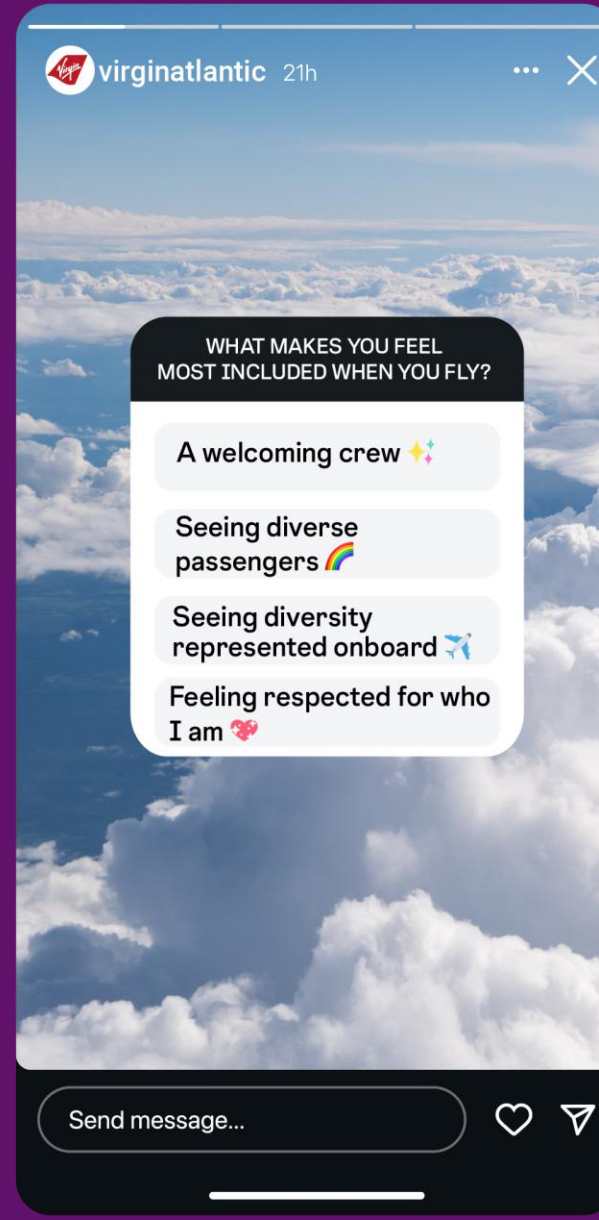 Virgin
virginatlantic 21h
WHAT MAKES YOU FEEL
MOST INCLUDED WHEN YOU FLY?
A welcoming crew ✨
Seeing diverse
passengers 🌈
Seeing diversity
represented onboard ✈️
Feeling respected for who
I am 💖
Send message...